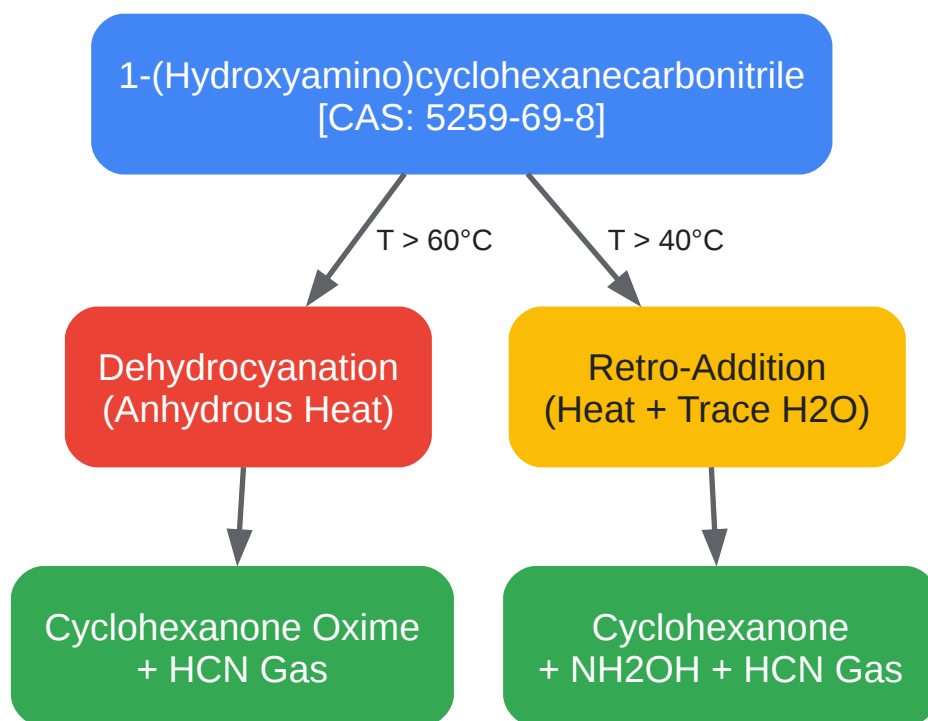 1-(Hydroxyamino)cyclohexanecarbonitrile
[CAS: 5259-69-8]
T > 60°C
T > 40°C
Dehydrocyanation
(Anhydrous Heat)
Retro-Addition
(Heat + Trace H2O)
Cyclohexanone Oxime
+ HCN Gas
Cyclohexanone
+ NH2OH + HCN Gas